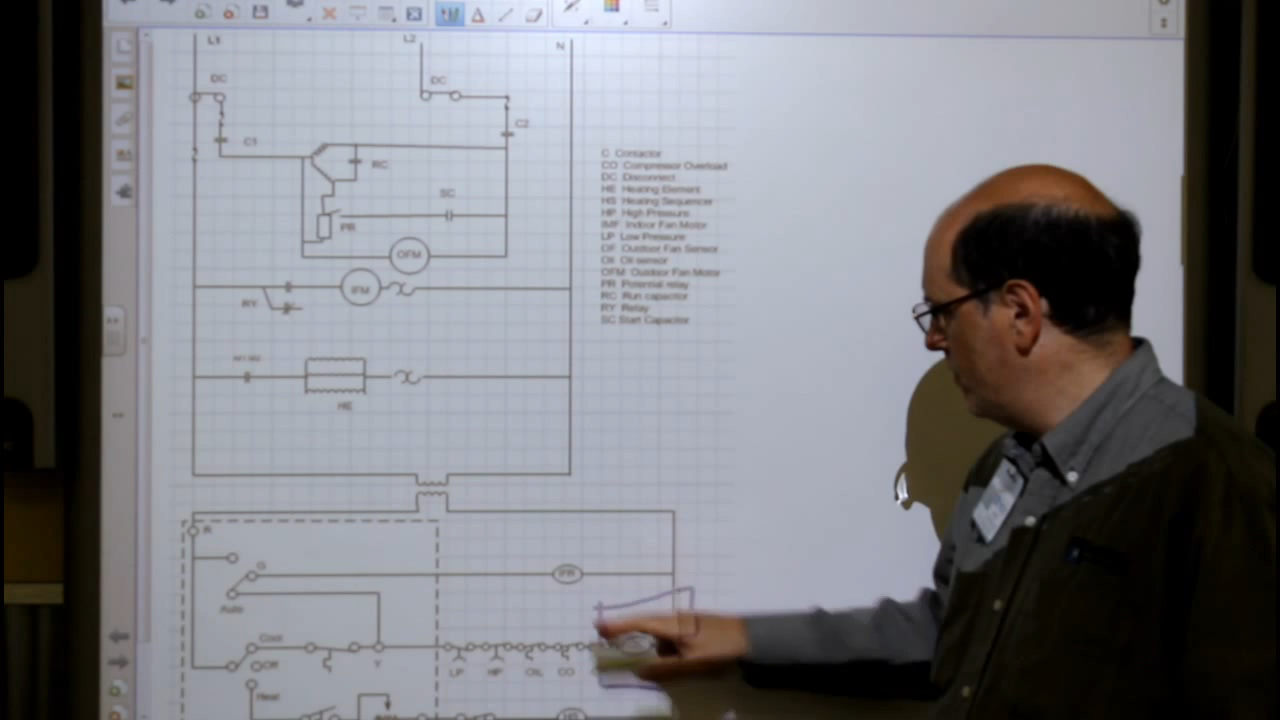 L1
L2
N
DC
DC
C1
C2
RC
SC
PR
OFM
IFM
RY
HE
C Contactor
CO Compressor Overload
DC Disconnect
HE Heating Element
HS Heating Sequencer
HP High Pressure
IMF Indoor Fan Motor
LP Low Pressure
OF Outdoor Fan Sensor
Oil Oil sensor
OFM Outdoor Fan Motor
PR Potential relay
RC Run capacitor
RY Relay
SC Start Capacitor
R
G
IFR
Auto
Cool
Off
Y
LP
HP
OIL
CO
Heat
HS